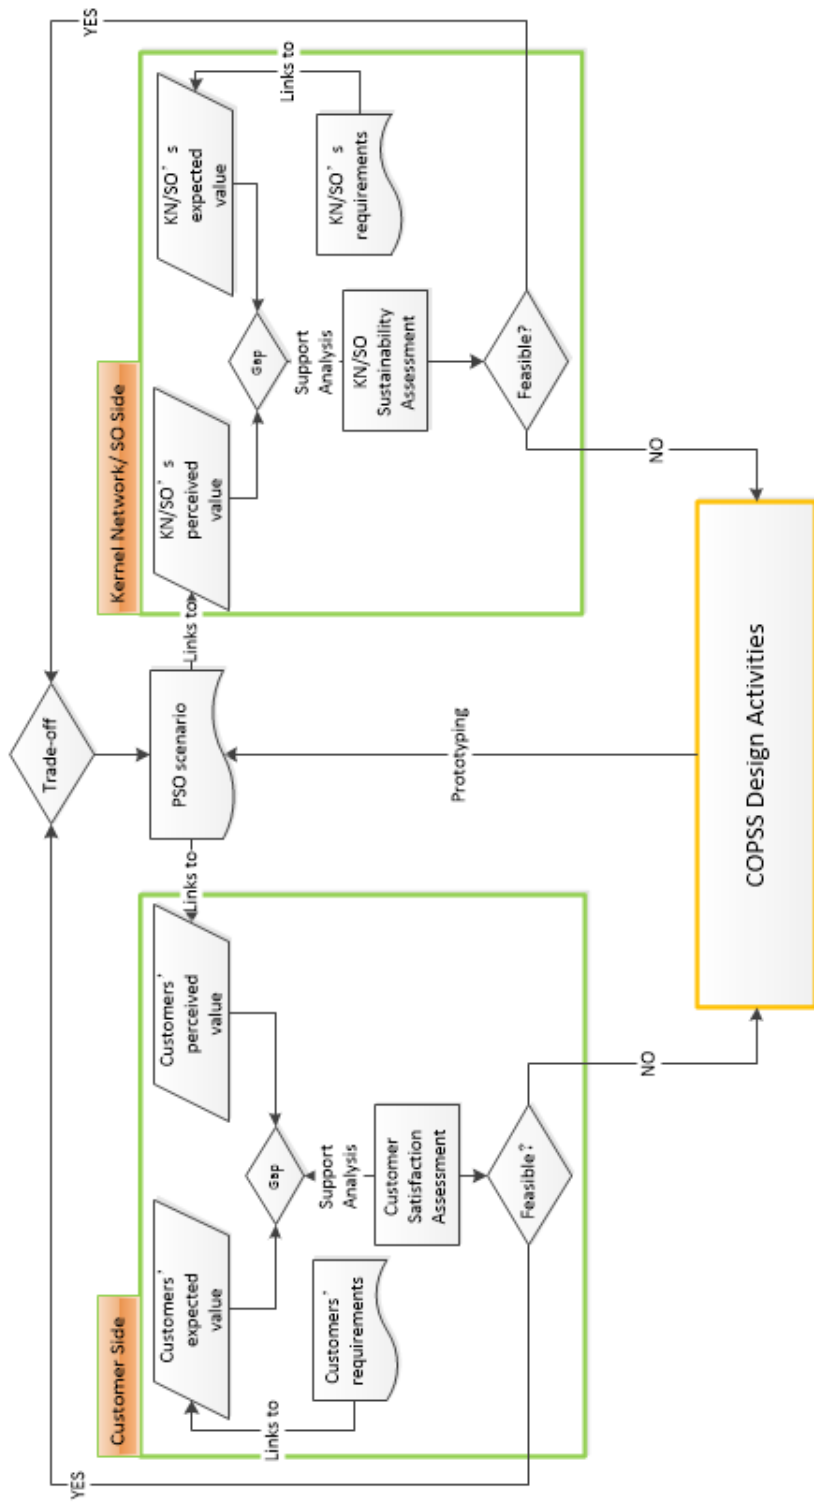 YES
YES
Trade-off
Customer Side
Kernel Network/ SO Side
Customers'
expected
value
Customers'
perceived
value
Links to
PSO scenario
Links to
KN/SO' s
perceived
value
KN/SO' s
expected
value
Links to
Gap
Gap
Links to
Customers'
requirements
Support
Analysis
Support
Analysis
KN/SO' s
requirements
Customer
Satisfaction
Assessment
KN/SO
Sustainability
Assessment
Feasible?
Feasible?
Prototyping
NO
NO
COPSS Design Activities